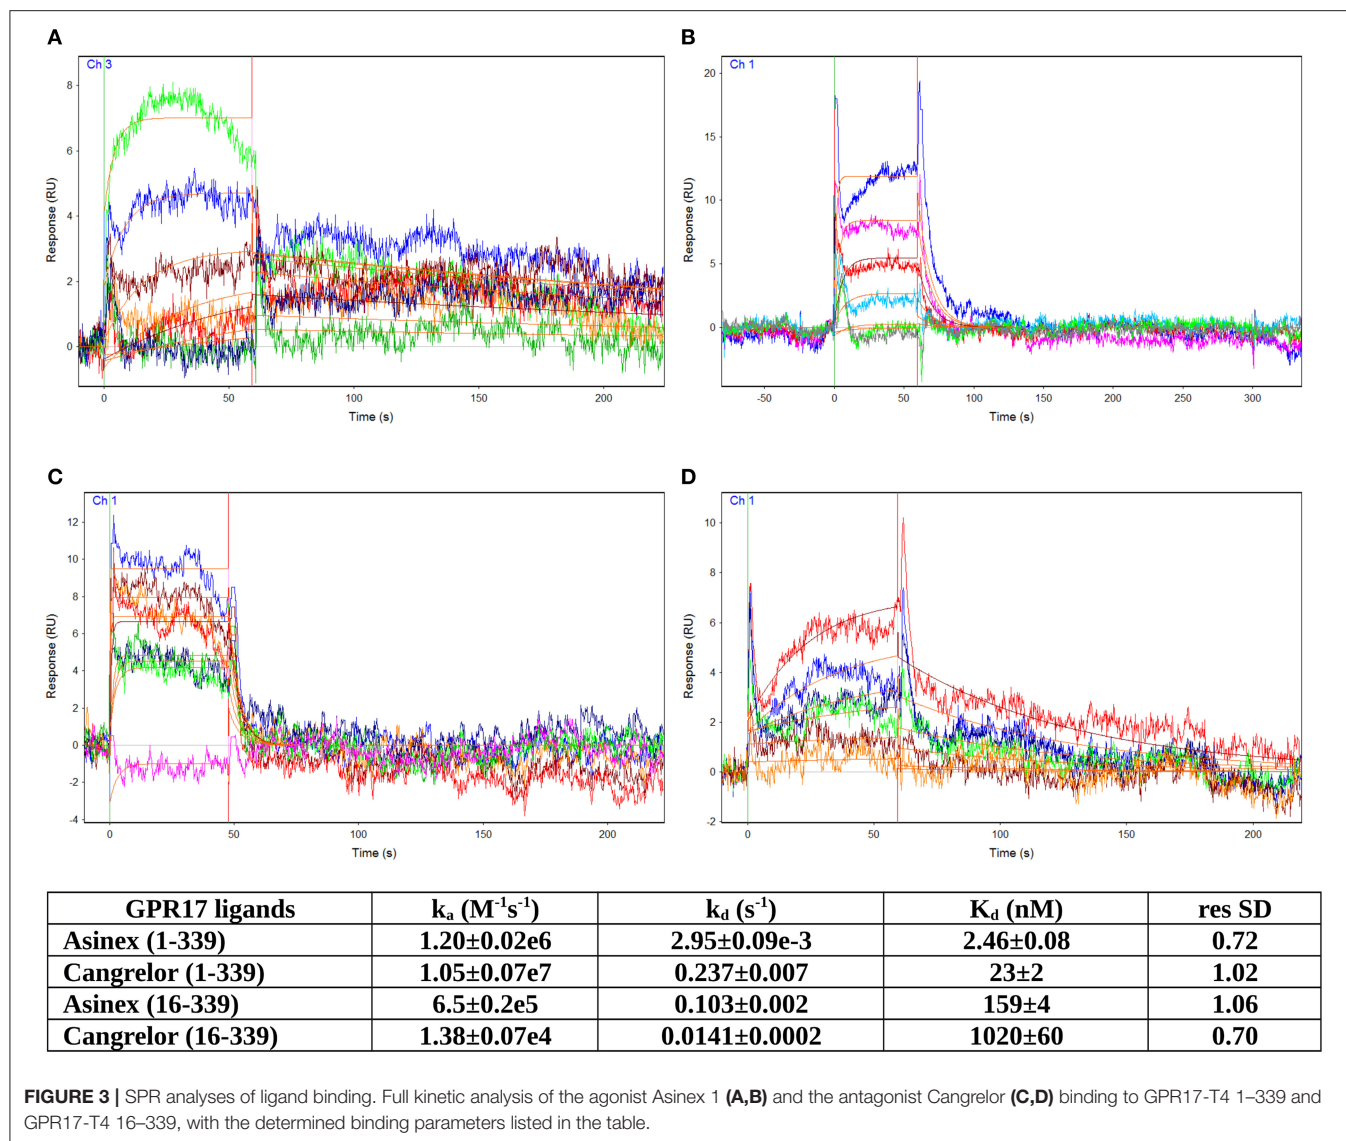 A
Ch 3
8
6
4
2
0
Response (RU)
0 50 100 150 200
Time (s)
B
Ch 1
20
15
10
5
0
Response (RU)
-50 0 50 100 150 200 250 300
Time (s)
C
Ch 1
12
10
8
6
4
2
0
-2
-4
Response (RU)
0 50 100 150 200
Time (s)
D
Ch 1
10
8
6
4
2
0
-2
Response (RU)
0 50 100 150 200
Time (s)
GPR17 ligands kₐ (M⁻¹s⁻¹) k_d (s⁻¹) K_d (nM) res SD
Asinex (1-339) 1.20±0.02e6 2.95±0.09e-3 2.46±0.08 0.72
Cangrelor (1-339) 1.05±0.07e7 0.237±0.007 23±2 1.02
Asinex (16-339) 6.5±0.2e5 0.103±0.002 159±4 1.06
Cangrelor (16-339) 1.38±0.07e4 0.0141±0.0002 1020±60 0.70
FIGURE 3 | SPR analyses of ligand binding. Full kinetic analysis of the agonist Asinex 1 (A,B) and the antagonist Cangrelor (C,D) binding to GPR17-T4 1–339 and
GPR17-T4 16–339, with the determined binding parameters listed in the table.